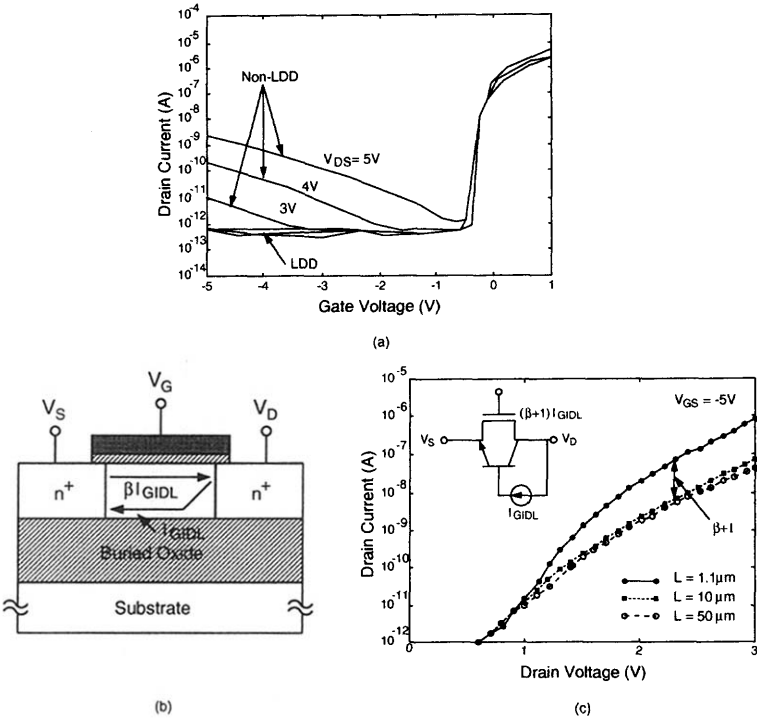 10⁻⁴
10⁻⁵
10⁻⁶
10⁻⁷
10⁻⁸
10⁻⁹
10⁻¹⁰
10⁻¹¹
10⁻¹²
10⁻¹³
10⁻¹⁴
Drain Current (A)
Non-LDD
V_DS = 5V
4V
3V
LDD
-5 -4 -3 -2 -1 0 1
Gate Voltage (V)
(a)
V_G
V_S V_D
n⁺ n⁺
βI_GIDL
I_GIDL
Buried Oxide
Substrate
(b)
10⁻⁵
10⁻⁶
10⁻⁷
10⁻⁸
10⁻⁹
10⁻¹⁰
10⁻¹¹
10⁻¹²
Drain Current (A)
V_GS = -5V
(β+1) I_GIDL
V_S V_D
I_GIDL
β+1
L = 1.1μm
L = 10 μm
L = 50 μm
0 1 2 3
Drain Voltage (V)
(c)